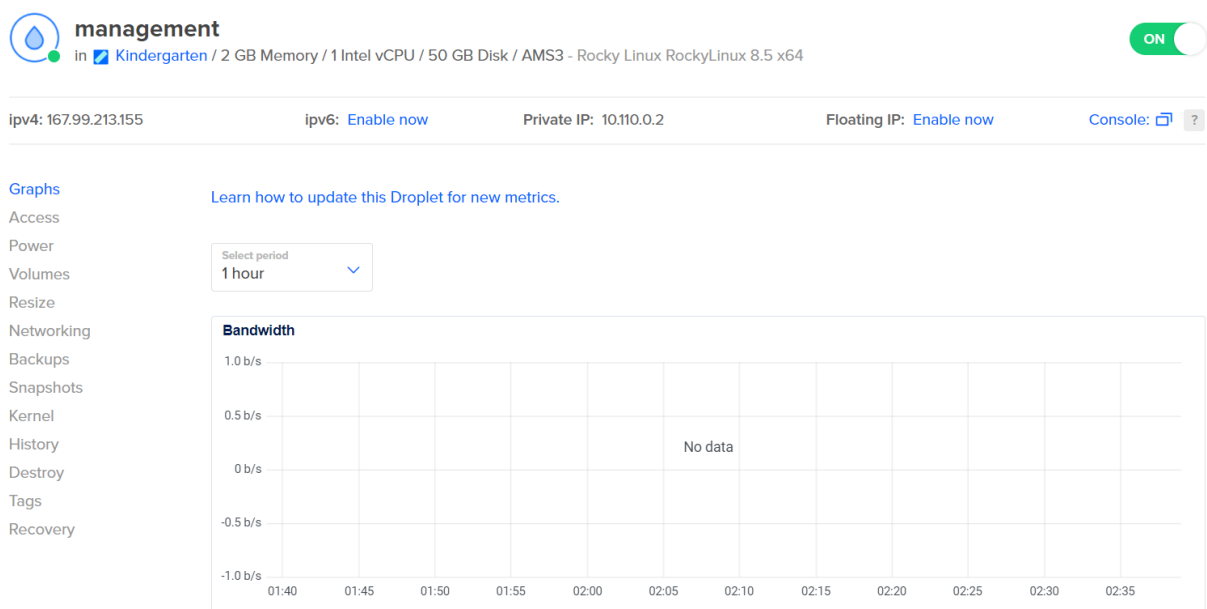 management
in Kindergarten / 2 GB Memory / 1 Intel vCPU / 50 GB Disk / AMS3 - Rocky Linux RockyLinux 8.5 x64
ON
ipv4: 167.99.213.155 ipv6: Enable now Private IP: 10.110.0.2 Floating IP: Enable now Console: ?
Graphs
Access
Power
Volumes
Resize
Networking
Backups
Snapshots
Kernel
History
Destroy
Tags
Recovery
Learn how to update this Droplet for new metrics.
Select period
1 hour
Bandwidth
1.0 b/s
0.5 b/s
No data
0 b/s
-0.5 b/s
-1.0 b/s
01:40 01:45 01:50 01:55 02:00 02:05 02:10 02:15 02:20 02:25 02:30 02:35